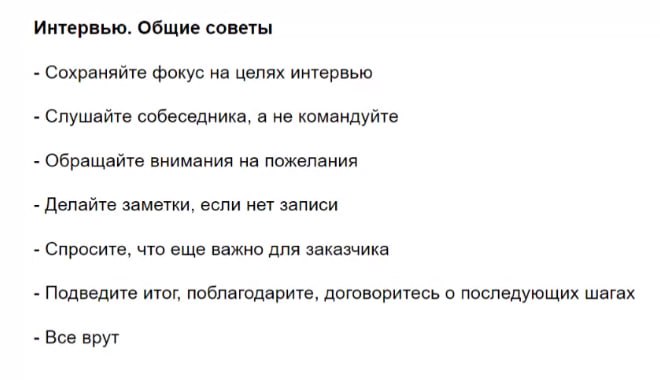 Интервью. Общие советы
- Сохраняйте фокус на целях интервью
- Слушайте собеседника, а не командуйте
- Обращайте внимания на пожелания
- Делайте заметки, если нет записи
- Спросите, что еще важно для заказчика
- Подведите итог, поблагодарите, договоритесь о последующих шагах
- Все врут